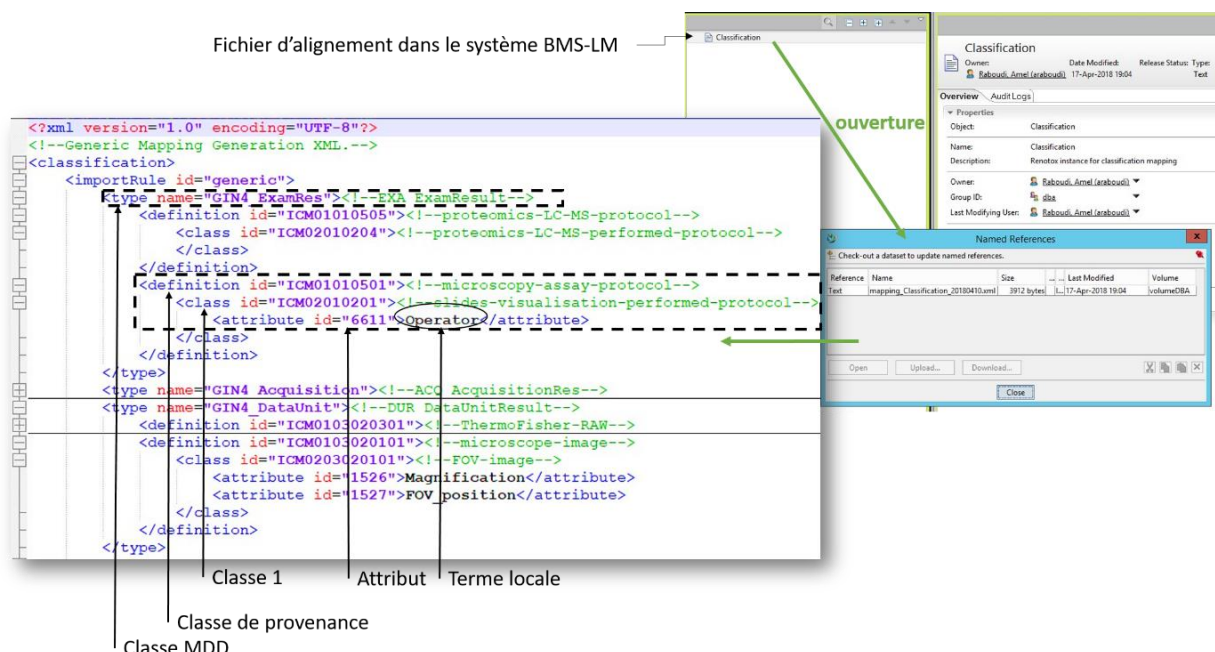 Fichier d'alignement dans le système BMS-LM
Classification
ouverture
Classification
Owner: Date Modified: Release Status: Type:
Raboudi, Amel (araboudi) 17-Apr-2018 19:04 Text
Overview Audit Logs
Properties
Object: Classification
Name: Classification
Description: Renotox instance for classification mapping
Owner: Raboudi, Amel (araboudi)
Group ID: dba
Last Modifying User: Raboudi, Amel (araboudi)
Named References
Check-out a dataset to update named references.
Reference Name Size ... ... Last Modified Volume
Text mapping_Classification_20180410.xml 3912 bytes I... 17-Apr-2018 19:04 volumeDBA
Open Upload... Download...
Close
<?xml version="1.0" encoding="UTF-8"?>
<!--Generic Mapping Generation XML.-->
<classification>
<importRule id="generic">
<type name="GIN4_ExamRes"><!--EXA ExamResult-->
<definition id="ICM01010505"><!--proteomics-LC-MS-protocol-->
<class id="ICM02010204"><!--proteomics-LC-MS-performed-protocol-->
</class>
</definition>
<definition id="ICM01010501"><!--microscopy-assay-protocol-->
<class id="ICM02010201"><!--slides-visualisation-performed-protocol-->
<attribute id="6611">Operator</attribute>
</class>
</definition>
</type>
<type name="GIN4_Acquisition"><!--ACQ AcquisitionRes-->
<type name="GIN4_DataUnit"><!--DUR DataUnitResult-->
<definition id="ICM0103020301"><!--ThermoFisher-RAW-->
<definition id="ICM0103020101"><!--microscope-image-->
<class id="ICM0203020101"><!--FOV-image-->
<attribute id="1526">Magnification</attribute>
<attribute id="1527">FOV_position</attribute>
</class>
</definition>
</type>
Classe 1 Attribut Terme locale
Classe de provenance
Classe MDD